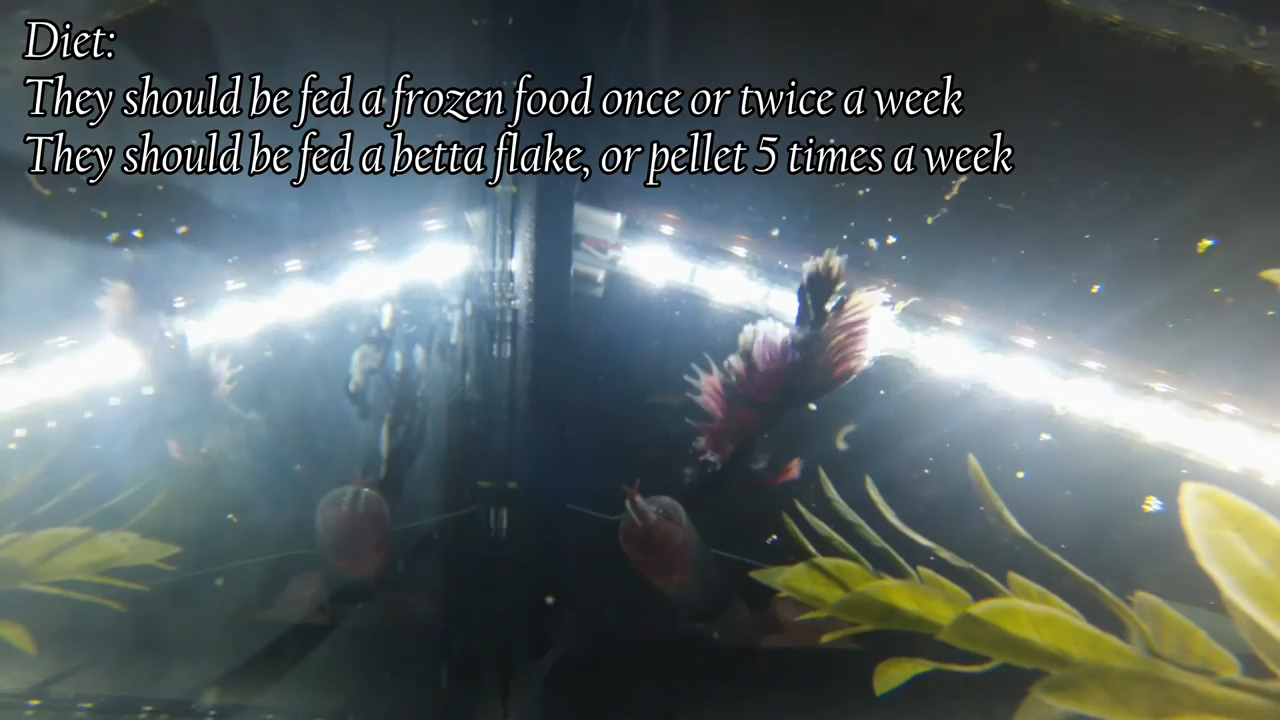 Diet:
They should be fed a frozen food once or twice a week
They should be fed a betta flake, or pellet 5 times a week